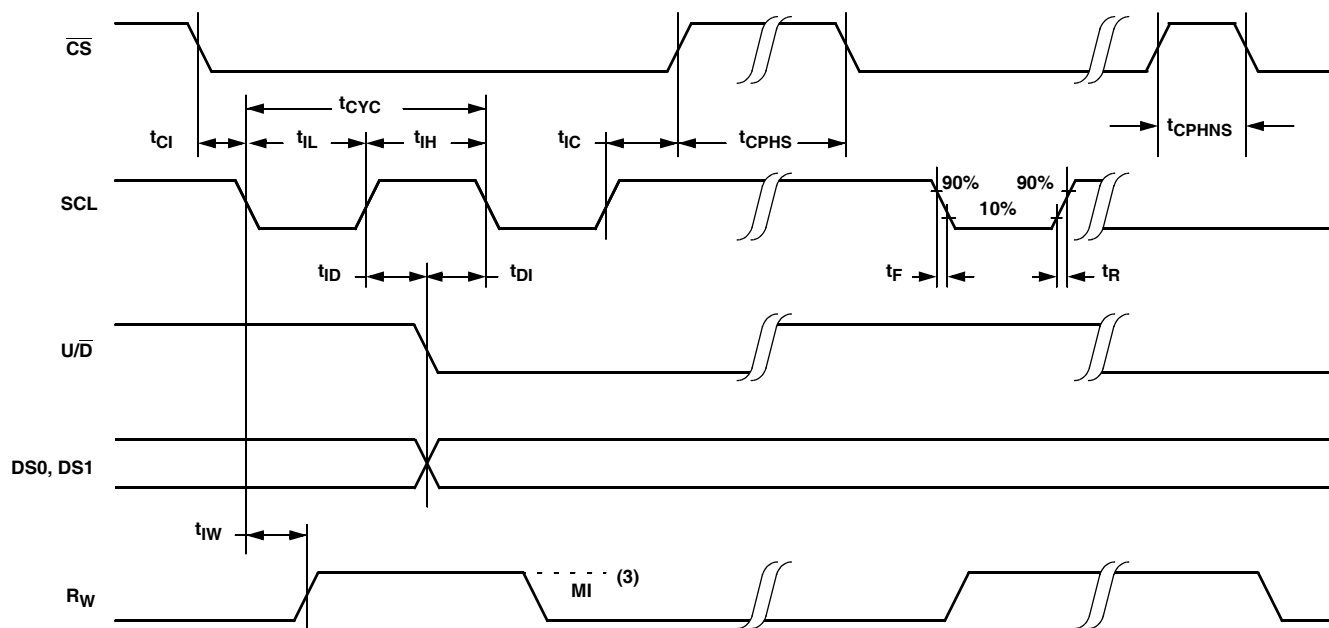 C̅S̅
tCYC
tCI tIL tIH tIC tCPHS tCPHNS
SCL
90% 90%
10%
tID tDI tF tR
U/D̅
DS0, DS1
tIW
RW
MI (3)